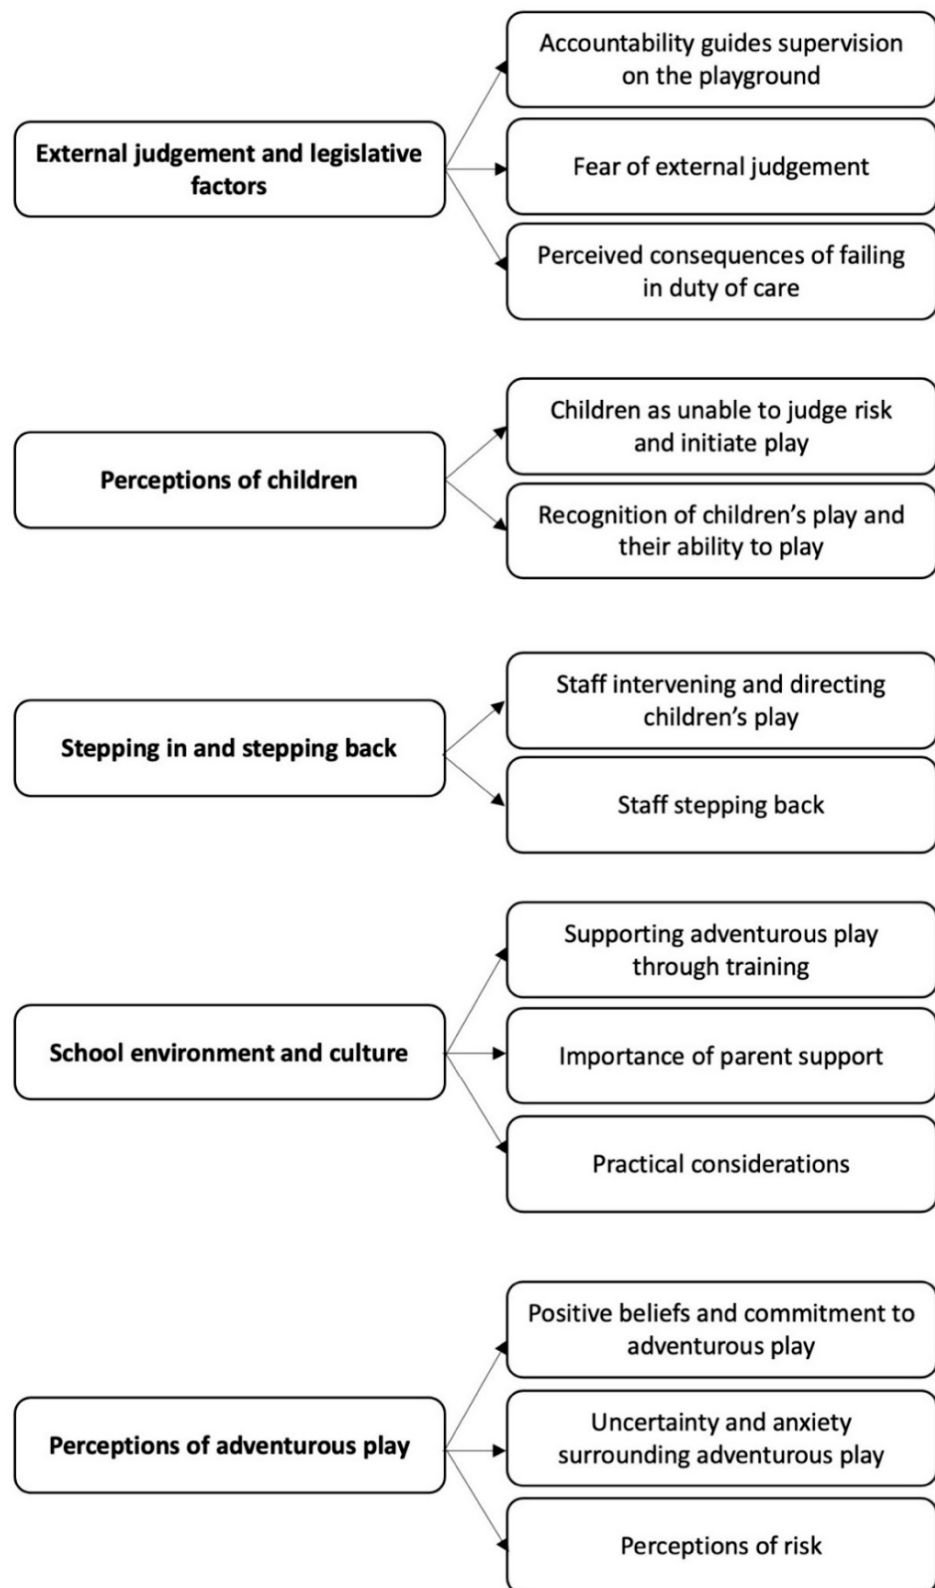 External judgement and legislative
factors
Accountability guides supervision
on the playground
Fear of external judgement
Perceived consequences of failing
in duty of care
Perceptions of children
Children as unable to judge risk
and initiate play
Recognition of children’s play and
their ability to play
Stepping in and stepping back
Staff intervening and directing
children’s play
Staff stepping back
School environment and culture
Supporting adventurous play
through training
Importance of parent support
Practical considerations
Perceptions of adventurous play
Positive beliefs and commitment to
adventurous play
Uncertainty and anxiety
surrounding adventurous play
Perceptions of risk